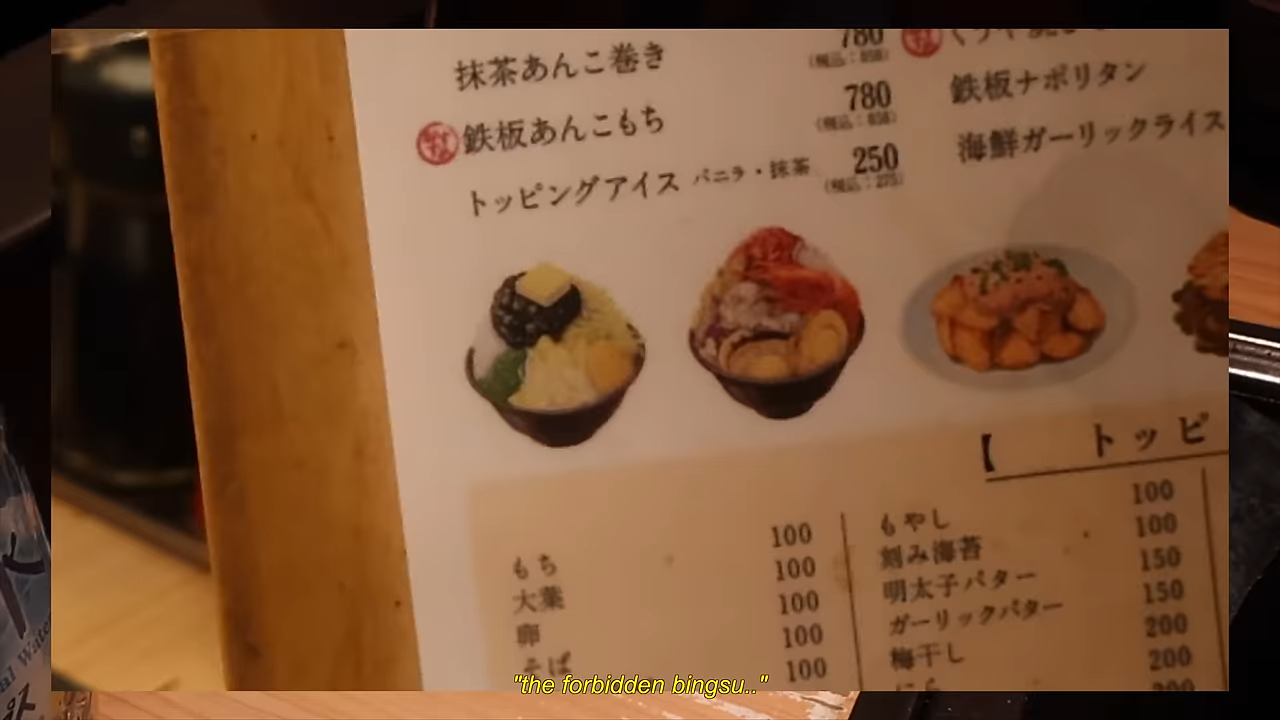 抹茶あんこ巻き
780
鉄板あんこもち
780
トッピングアイス バニラ・抹茶
250
鉄板ナポリタン
海鮮ガーリックライス
【 トッピ
もち
大葉
卵
そば
100
100
100
100
100
もやし
刻み海苔
明太子バター
ガーリックバター
梅干し
にら
100
100
150
150
200
200
200
"the forbidden bingsu.."